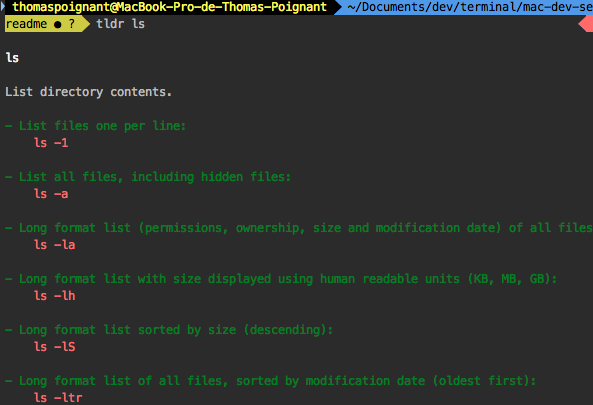 thomaspoignant@MacBook-Pro-de-Thomas-Poignant ~/Documents/dev/terminal/mac-dev-se
readme ● ? tldr ls
ls
List directory contents.
- List files one per line:
ls -1
- List all files, including hidden files:
ls -a
- Long format list (permissions, ownership, size and modification date) of all files
ls -la
- Long format list with size displayed using human readable units (KB, MB, GB):
ls -lh
- Long format list sorted by size (descending):
ls -lS
- Long format list of all files, sorted by modification date (oldest first):
ls -ltr